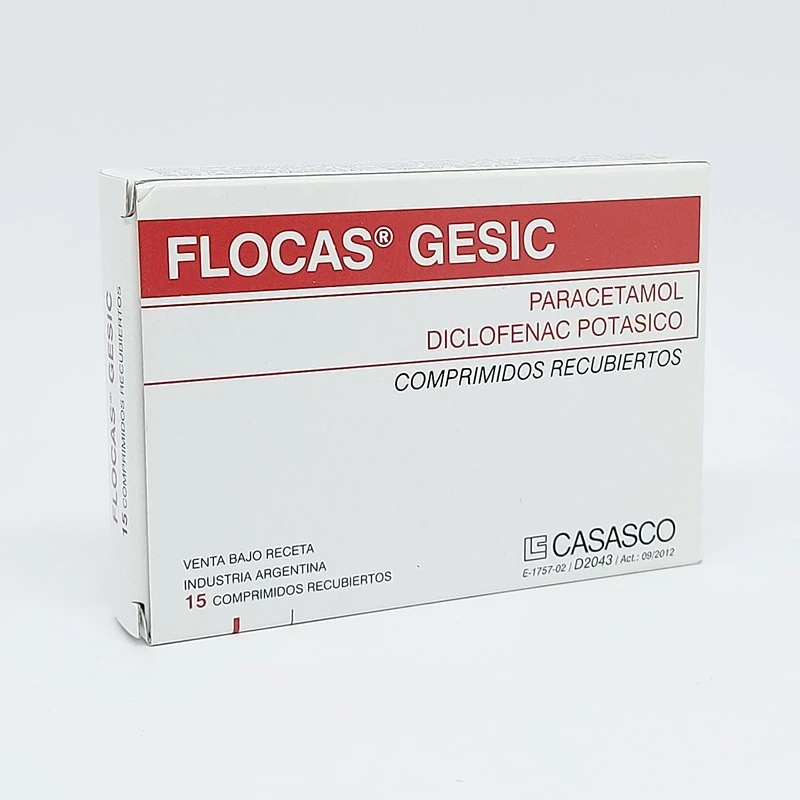 FLOCAS® GESIC
PARACETAMOL
DICLOFENAC POTASICO
COMPRIMIDOS RECUBIERTOS
VENTA BAJO RECETA
INDUSTRIA ARGENTINA
15 COMPRIMIDOS RECUBIERTOS
CASASCO
E-1757-02 / D2043 / Act.: 09/2012
FLOCAS® GESIC
15 COMPRIMIDOS RECUBIERTOS